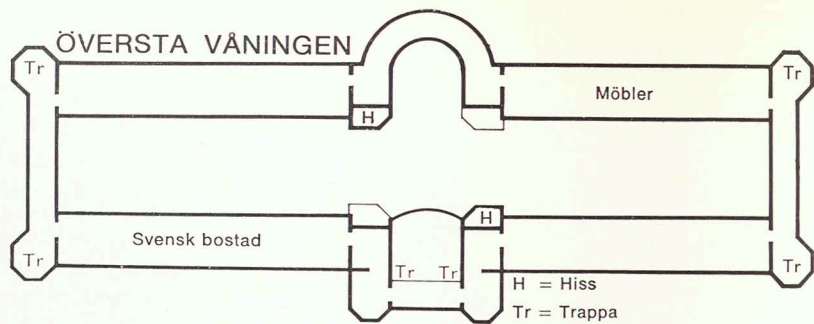 ÖVERSTA VÅNINGEN
Tr
Tr
Möbler
H
H
Svensk bostad
Tr
Tr Tr
Tr
H = Hiss
Tr = Trappa